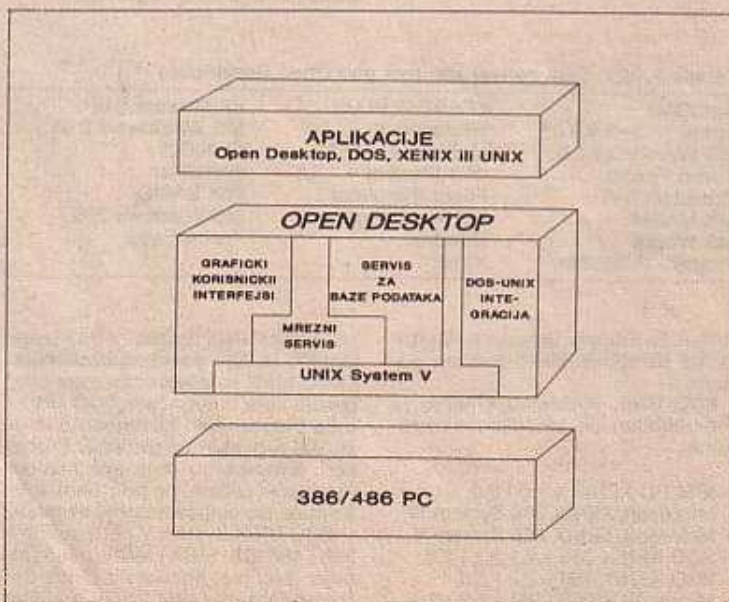 APLIKACIJE
Open Desktop, DOS, XENIX ili UNIX
OPEN DESKTOP
GRAFICKI
KORISNICKII
INTERFEJSI
SERVIS
ZA
BAZE PODATAKA
DOS-UNIX
INTE-
GRACIJA
MREZNI
SERVIS
UNIX System V
386/486 PC